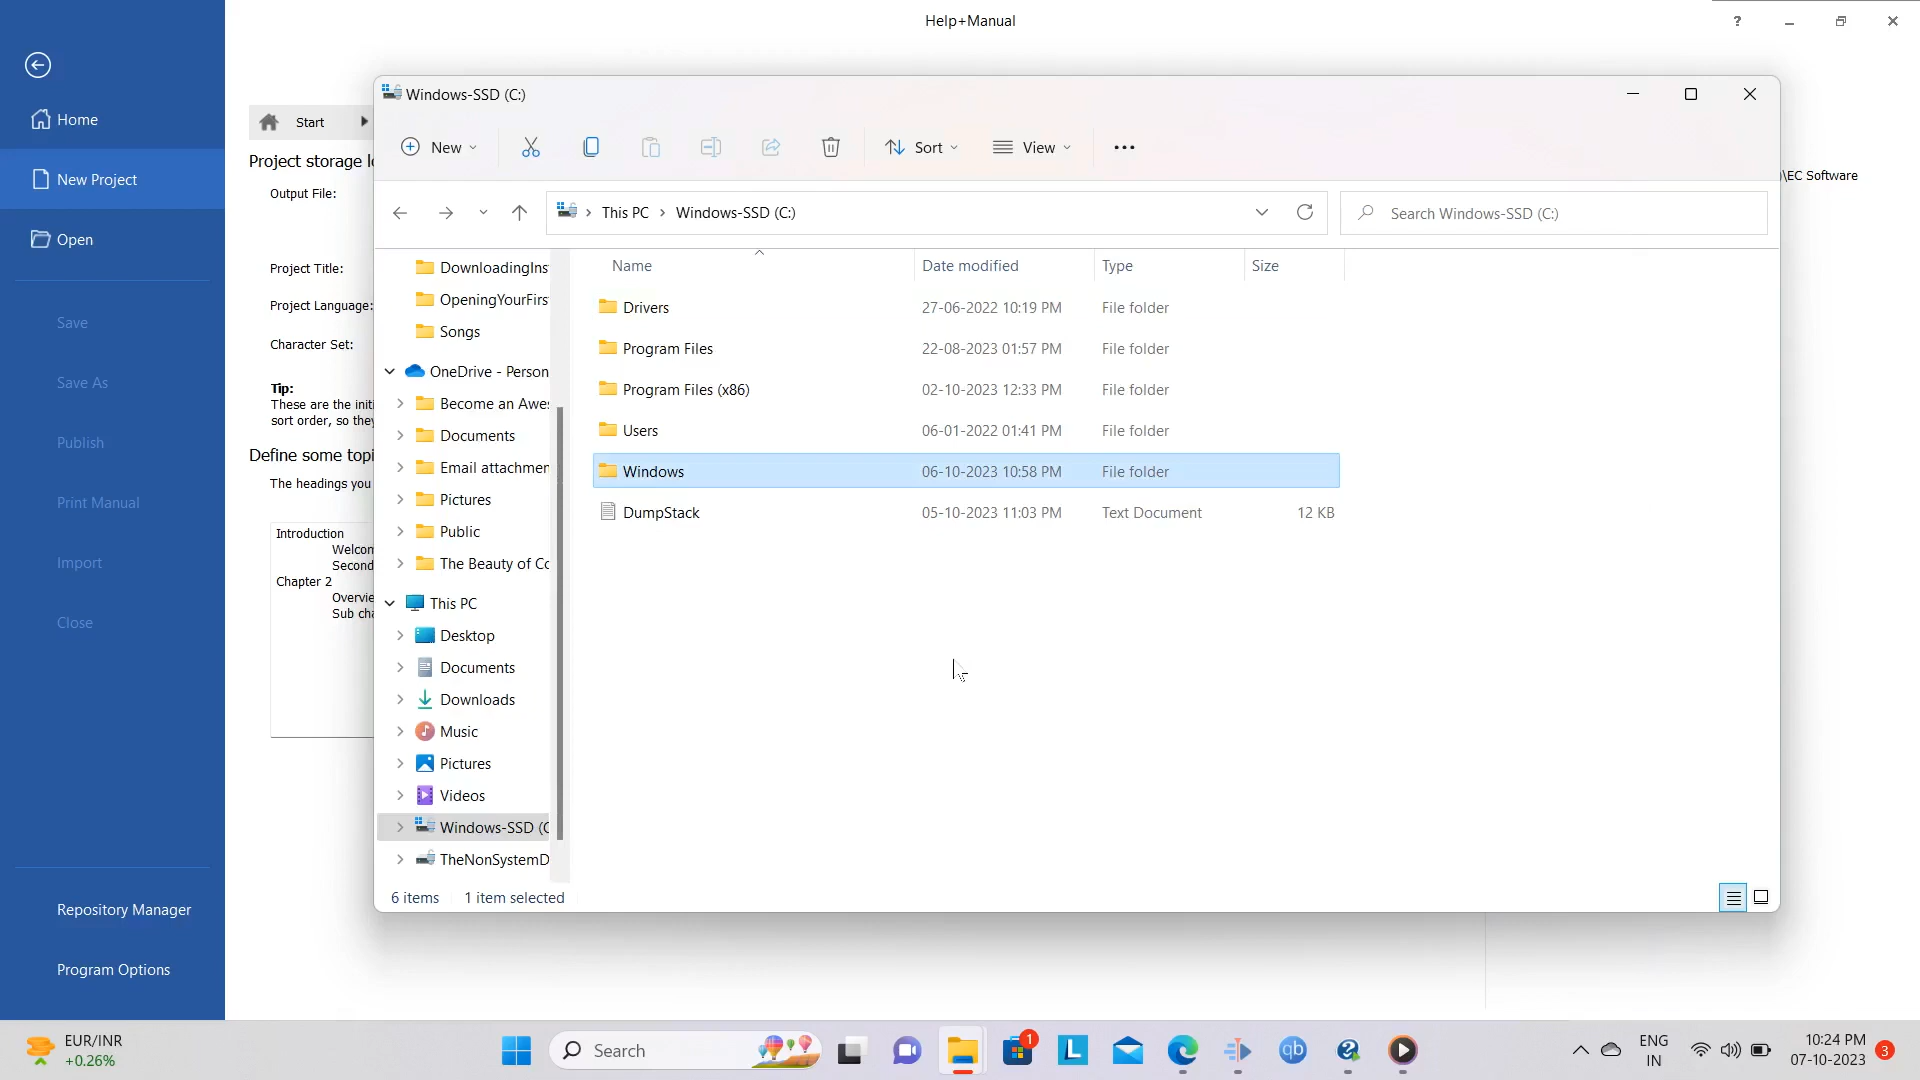 Help+Manual
?
Home
New Project
Open
Save
Save As
Publish
Print Manual
Import
Close
Repository Manager
Program Options
Start
Project storage
Output File:
Project Title:
Project Language:
Character Set:
Tip:
These are the
sort order, so
Define some
The headings you
Introduction
Second
Chapter 2
Sub
\EC Software
Windows-SSD (C:)
New
Sort
View
This PC
Windows-SSD (C:)
Search Windows-SSD (C:)
DownloadingIns
OpeningYourFirs
Songs
OneDrive - Person
Become an Awes
Documents
Email attachmen
Pictures
Public
The Beauty of Co
This PC
Desktop
Documents
Downloads
Music
Pictures
Videos
Windows-SSD (C
TheNonSystemD
Name Date modified Type Size
Drivers 27-06-2022 10:19 PM File folder
Program Files 22-08-2023 01:57 PM File folder
Program Files (x86) 02-10-2023 12:33 PM File folder
Users 06-01-2022 01:41 PM File folder
Windows 06-10-2023 10:58 PM File folder
DumpStack 05-10-2023 11:03 PM Text Document 12 KB
6 items 1 item selected
EUR/INR
+0.26%
Search
1
L
qb
?
ENG
IN
10:24 PM
07-10-2023
3